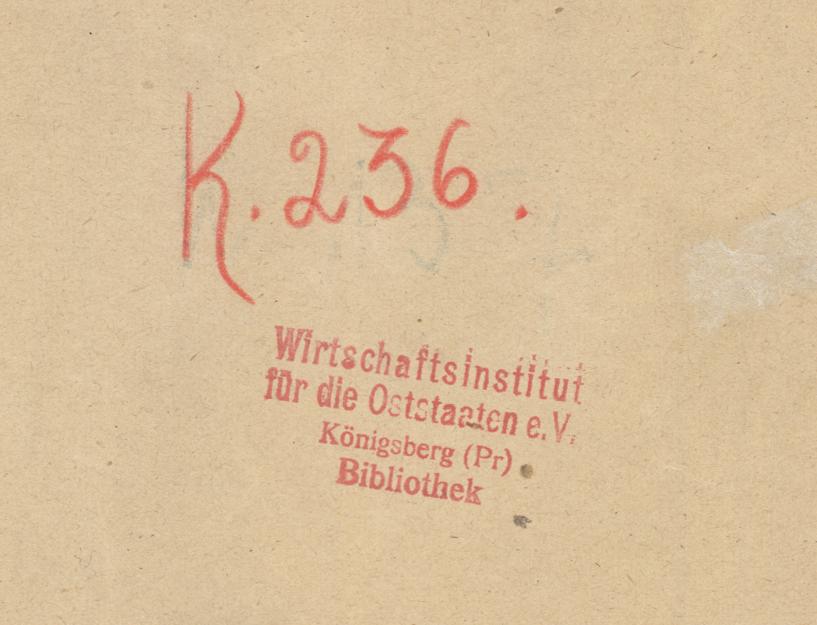 K. 236.
Wirtschaftsinstitut
für die Oststaaten e.V.
Königsberg (Pr)
Bibliothek